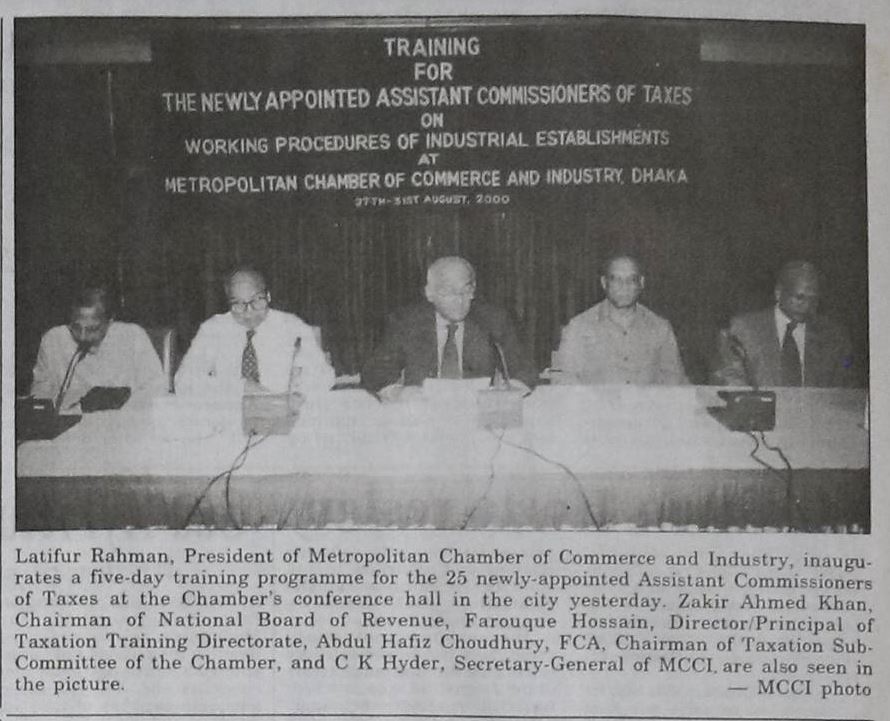 TRAINING
FOR
THE NEWLY APPOINTED ASSISTANT COMMISSIONERS OF TAXES
ON
WORKING PROCEDURES OF INDUSTRIAL ESTABLISHMENTS
AT
METROPOLITAN CHAMBER OF COMMERCE AND INDUSTRY, DHAKA
27TH-31ST AUGUST, 2000
Latifur Rahman, President of Metropolitan Chamber of Commerce and Industry, inaugu-
rates a five-day training programme for the 25 newly-appointed Assistant Commissioners
of Taxes at the Chamber's conference hall in the city yesterday. Zakir Ahmed Khan,
Chairman of National Board of Revenue, Farouque Hossain, Director/Principal of
Taxation Training Directorate, Abdul Hafiz Choudhury, FCA, Chairman of Taxation Sub-
Committee of the Chamber, and C K Hyder, Secretary-General of MCCI, are also seen in
the picture. — MCCI photo